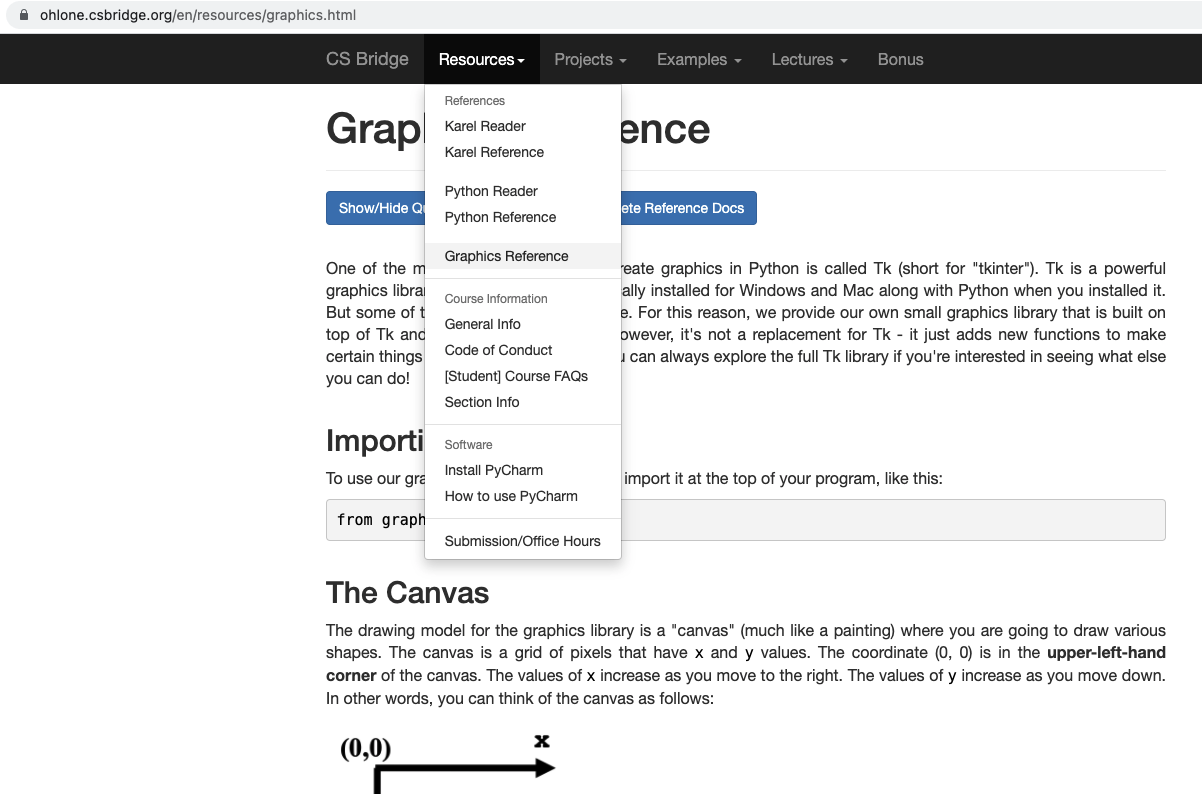 ohlone.csbridge.org/en/resources/graphics.html
CS Bridge Resources Projects Examples Lectures Bonus
References
Karel Reader
Karel Reference
Python Reader
Python Reference
Graphics Reference
Course Information
General Info
Code of Conduct
[Student] Course FAQs
Section Info
Software
Install PyCharm
How to use PyCharm
Submission/Office Hours
Grap ence
Show/Hide Qu ete Reference Docs
One of the m reate graphics in Python is called Tk (short for "tkinter"). Tk is a powerful
graphics librar ally installed for Windows and Mac along with Python when you installed it.
But some of t e. For this reason, we provide our own small graphics library that is built on
top of Tk and owever, it's not a replacement for Tk - it just adds new functions to make
certain things u can always explore the full Tk library if you're interested in seeing what else
you can do!
Importi
To use our gra import it at the top of your program, like this:
from graph
The Canvas
The drawing model for the graphics library is a "canvas" (much like a painting) where you are going to draw various
shapes. The canvas is a grid of pixels that have x and y values. The coordinate (0, 0) is in the upper-left-hand
corner of the canvas. The values of x increase as you move to the right. The values of y increase as you move down.
In other words, you can think of the canvas as follows:
(0,0) x